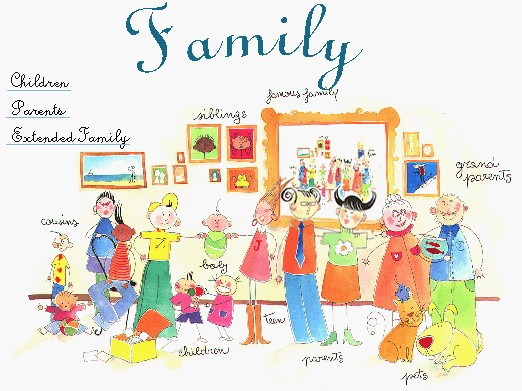 Family
Children
Parents
Extended Family
famous family
siblings
grand
parents
cousins
baby
J
teen
children
parents
pets